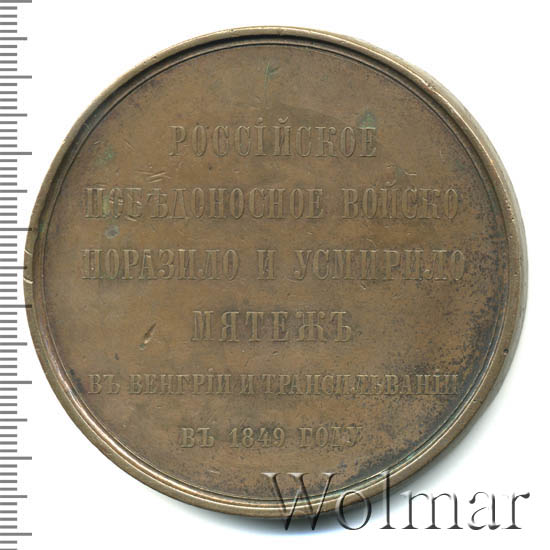 РОССІЙСКОЕ
ПОБѢДОНОСНОЕ ВОЙСКО
ПОРАЗИЛО И УСМИРИЛО
МЯТЕЖЪ
ВЪ ВЕНГРІИ И ТРАНСИЛЬВАНІИ
ВЪ 1849 ГОДУ
Wolmar